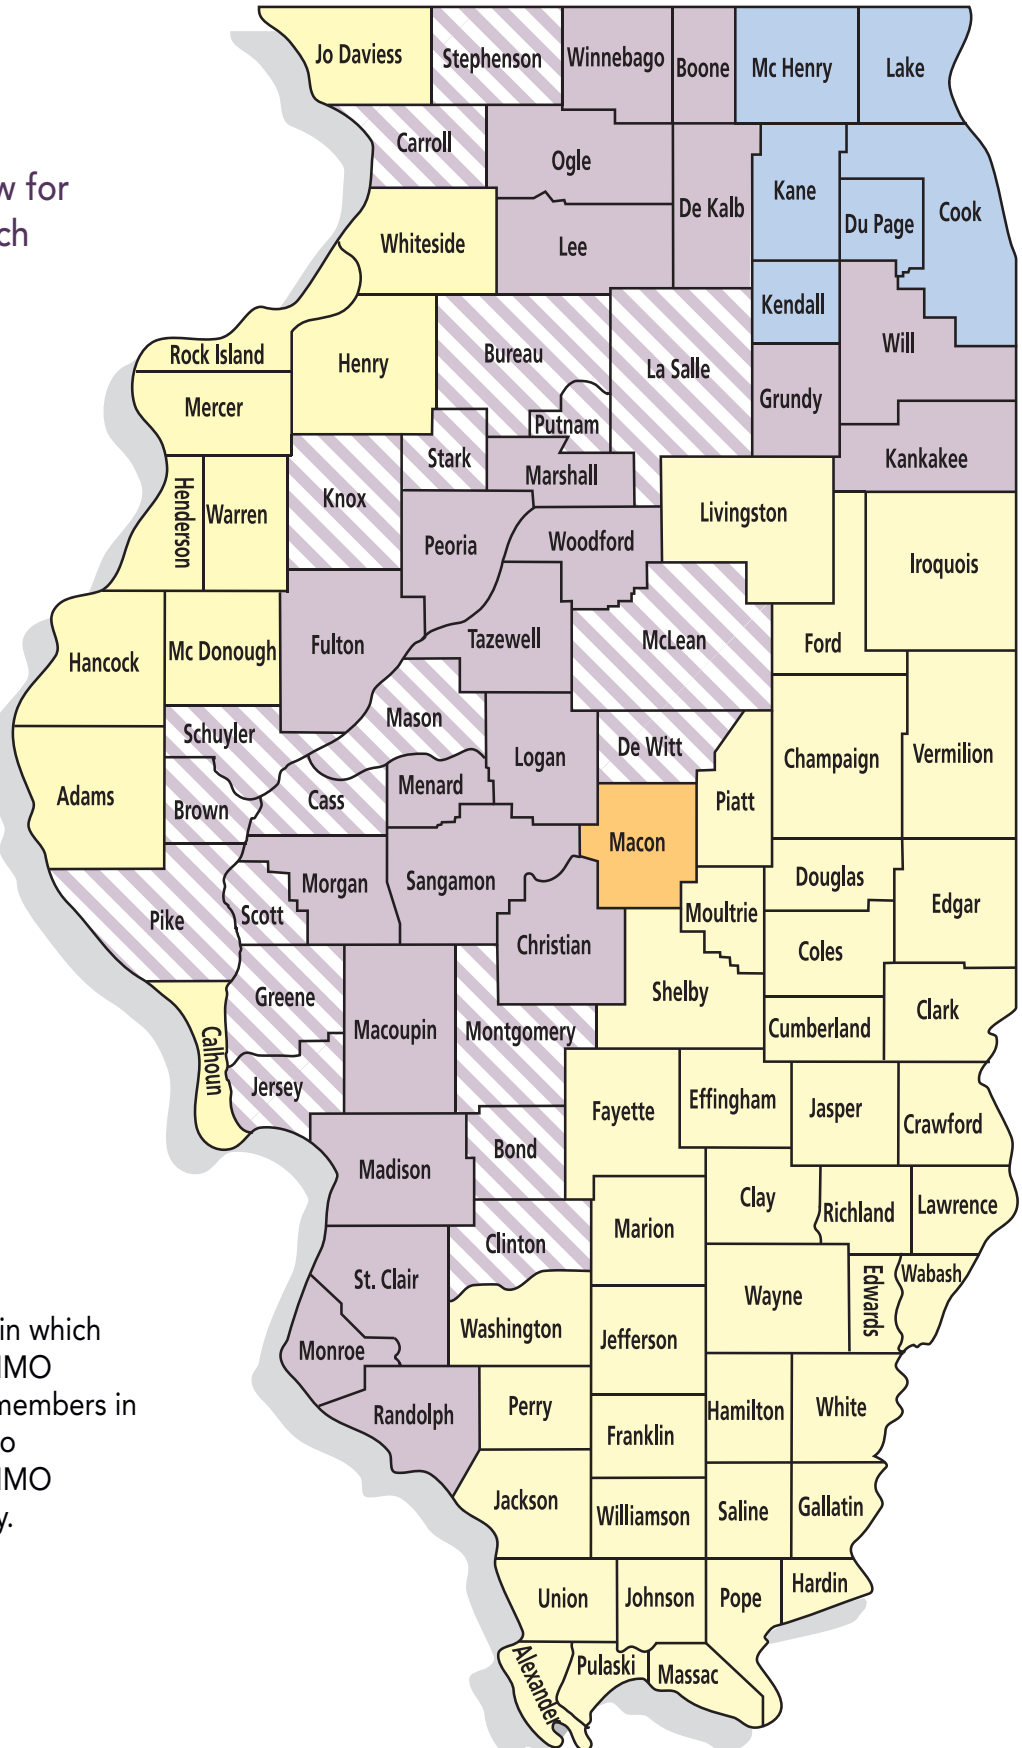 Jo Daviess
Stephenson
Winnebago
Boone
Mc Henry
Lake
Carroll
Ogle
De Kalb
Kane
Du Page
Cook
w for
ch
Whiteside
Lee
Kendall
Will
Rock Island
Henry
Bureau
La Salle
Grundy
Mercer
Putnam
Kankakee
Stark
Marshall
Henderson
Warren
Knox
Peoria
Woodford
Livingston
Iroquois
Hancock
Mc Donough
Fulton
Tazewell
McLean
Ford
Schuyler
Mason
Logan
De Witt
Champaign
Vermilion
Adams
Brown
Cass
Menard
Piatt
Macon
Pike
Scott
Morgan
Sangamon
Christian
Moultrie
Douglas
Edgar
Coles
Shelby
Greene
Macoupin
Montgomery
Cumberland
Clark
Calhoun
Jersey
Fayette
Effingham
Jasper
Crawford
Madison
Bond
Clay
Richland
Lawrence
Marion
Clinton
St. Clair
Wayne
Edwards
Wabash
Washington
Jefferson
Monroe
in which
MO
members in
o
MO
y.
Randolph
Perry
Franklin
Hamilton
White
Jackson
Williamson
Saline
Gallatin
Union
Johnson
Pope
Hardin
Alexander
Pulaski
Massac